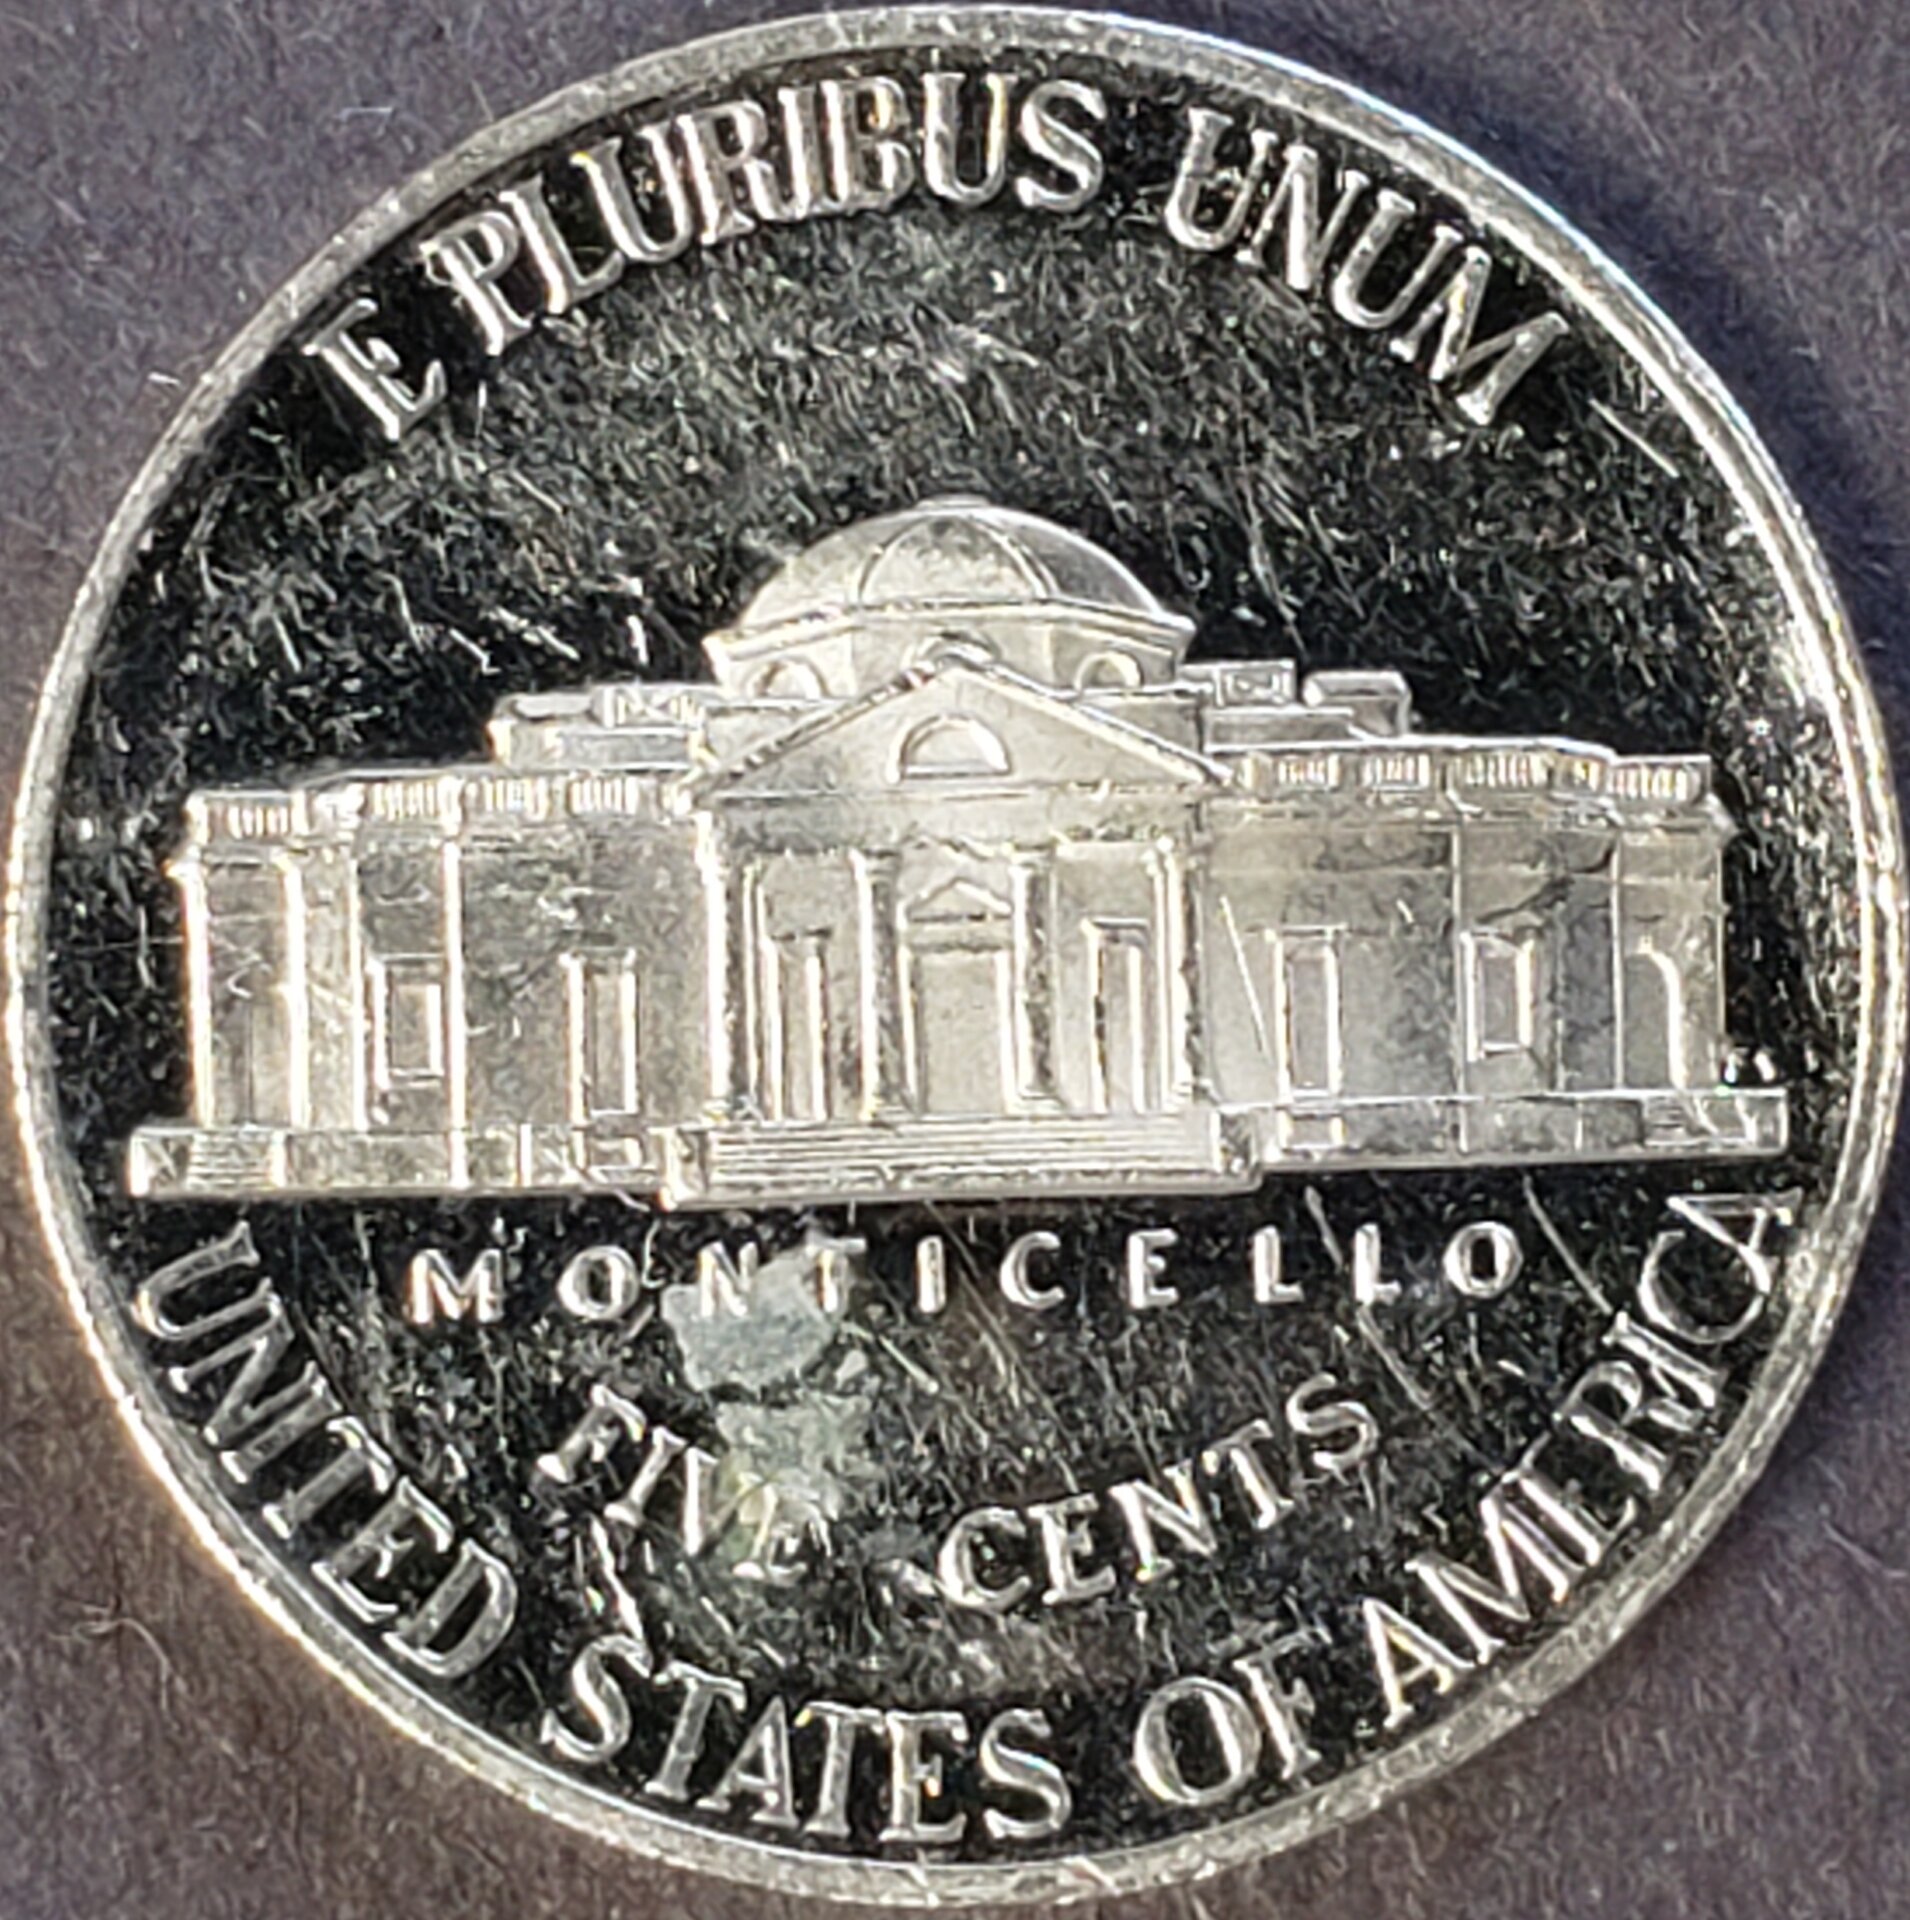 E PLURIBUS UNUM
MONTICELLO
FIVE CENTS
UNITED STATES OF AMERICA